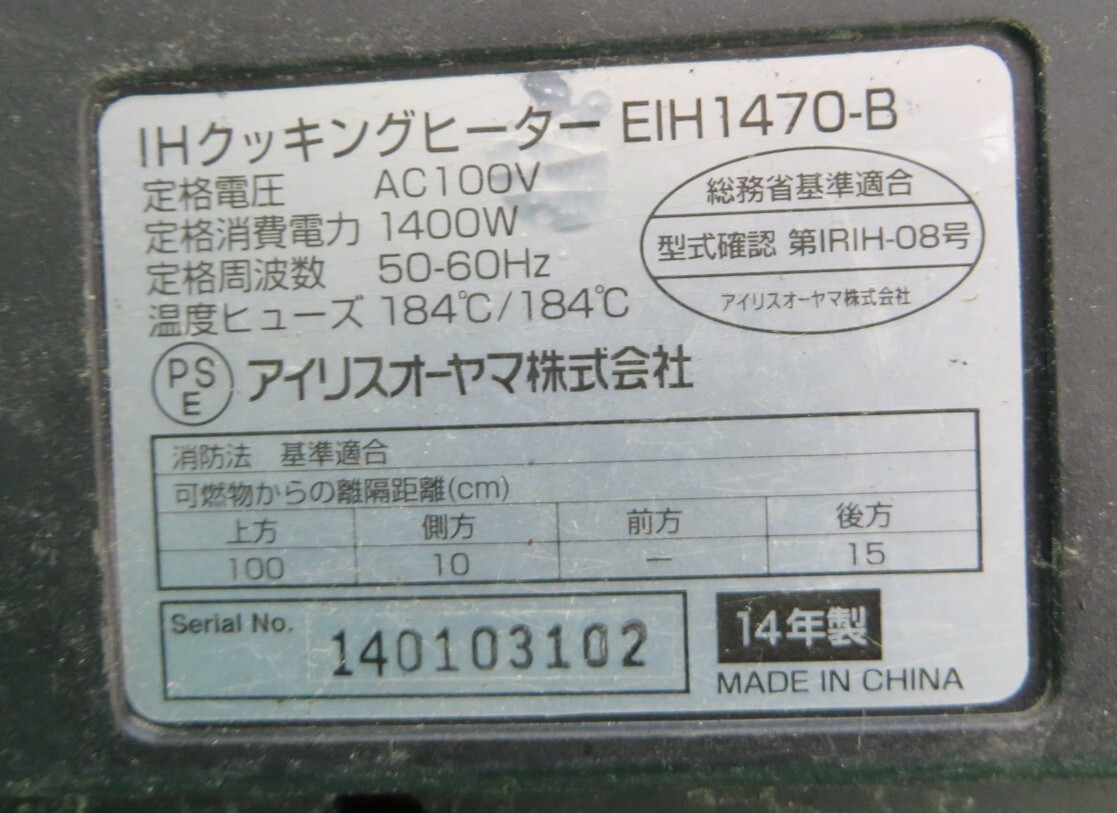 IHクッキングヒーター EIH1470-B
定格電圧 AC100V
定格消費電力 1400W
定格周波数 50-60Hz
温度ヒューズ 184℃/184℃
総務省基準適合
型式確認 第IRIH-08号
アイリスオーヤマ株式会社
PSE アイリスオーヤマ株式会社
消防法 基準適合
可燃物からの離隔距離(cm)
上方 側方 前方 後方
100 10 — 15
Serial No. 140103102
14年製
MADE IN CHINA